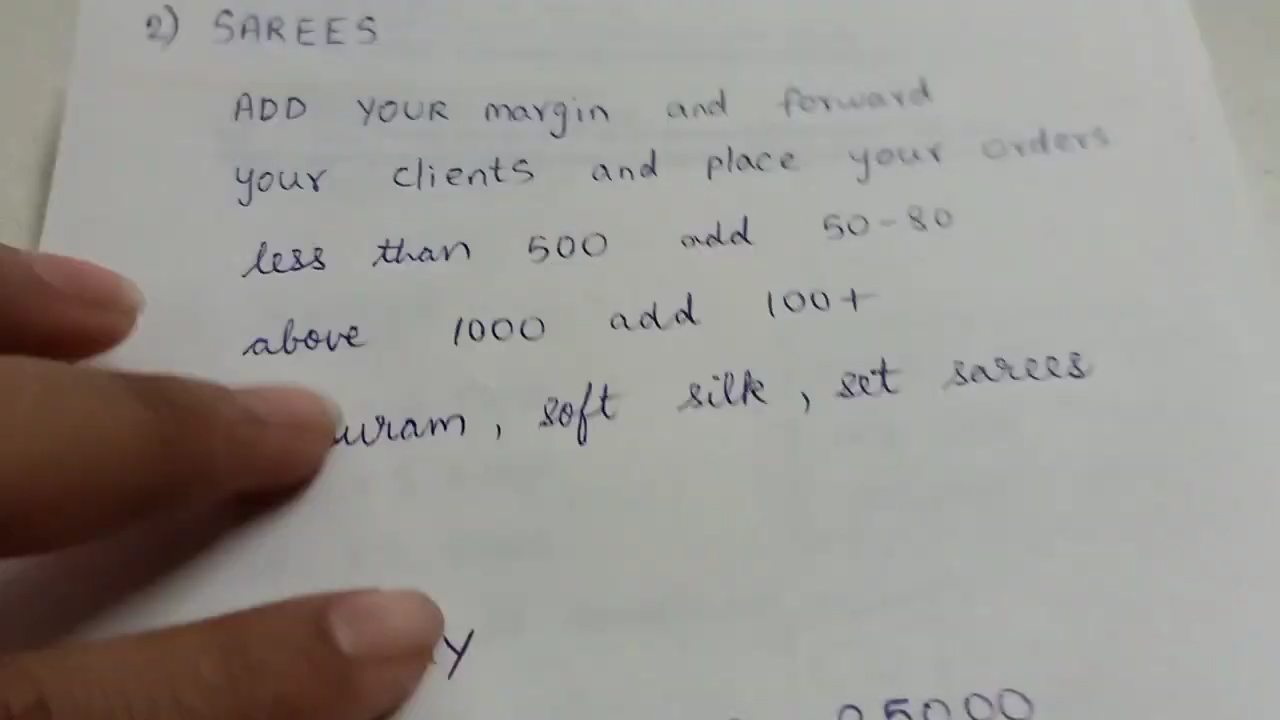 2) SAREES
ADD YOUR margin and forward
your clients and place your orders
less than 500 add 50-80
above 1000 add 100+
uram, soft silk, set sarees
y